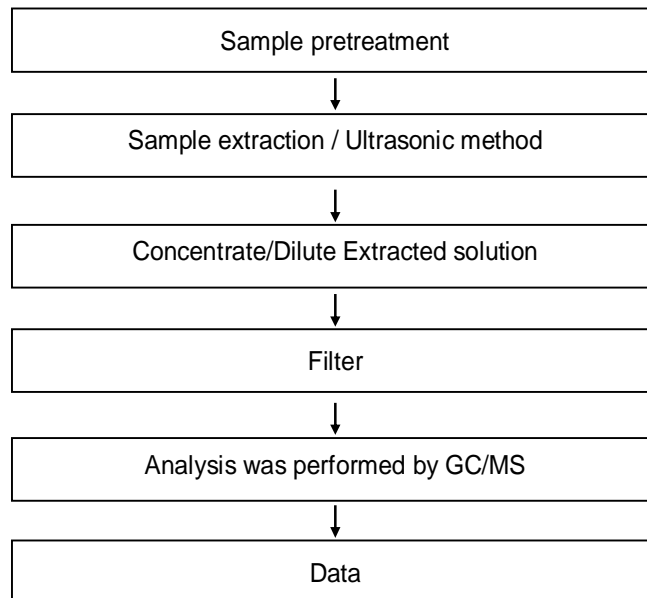 Sample pretreatment
Sample extraction / Ultrasonic method
Concentrate/Dilute Extracted solution
Filter
Analysis was performed by GC/MS
Data